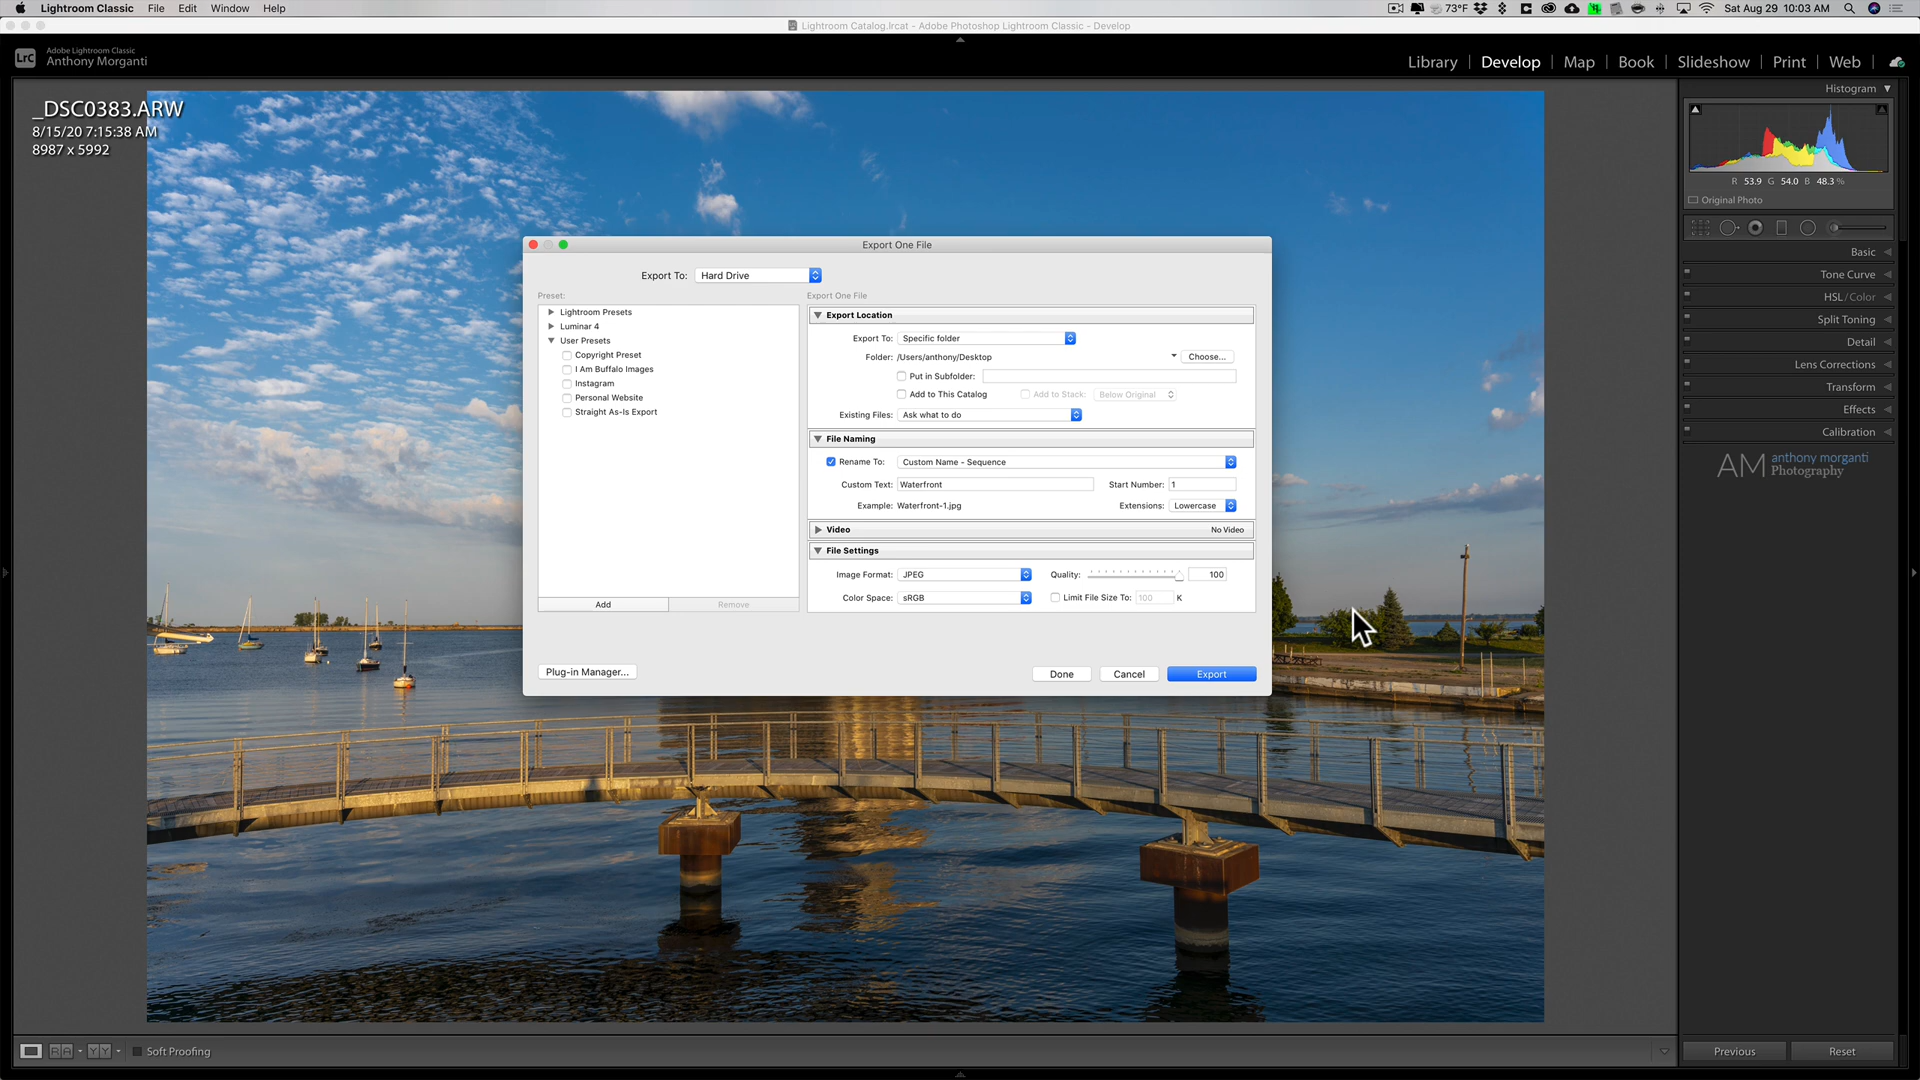 Lightroom Classic File Edit Window Help
73°F Sat Aug 29 10:03 AM
Lightroom Catalog.lrcat - Adobe Photoshop Lightroom Classic - Develop
LrC
Adobe Lightroom Classic
Anthony Morganti
Library | Develop | Map | Book | Slideshow | Print | Web
_DSC0383.ARW
8/15/20 7:15:38 AM
8987 x 5992
Export One File
Export To: Hard Drive
Preset:
Lightroom Presets
Luminar 4
User Presets
Copyright Preset
I Am Buffalo Images
Instagram
Personal Website
Straight As-Is Export
Add Remove
Plug-in Manager...
Export One File
Export Location
Export To: Specific folder
Folder: /Users/anthony/Desktop Choose...
Put in Subfolder:
Add to This Catalog Add to Stack: Below Original
Existing Files: Ask what to do
File Naming
Rename To: Custom Name - Sequence
Custom Text: Waterfront Start Number: 1
Example: Waterfront-1.jpg Extensions: Lowercase
Video No Video
File Settings
Image Format: JPEG Quality: 100
Color Space: sRGB Limit File Size To: 100 K
Done Cancel Export
Histogram
R 53.9 G 54.0 B 48.3 %
Original Photo
Basic
Tone Curve
HSL / Color
Split Toning
Detail
Lens Corrections
Transform
Effects
Calibration
AM anthony morganti
Photography
RA YY Soft Proofing
Previous Reset